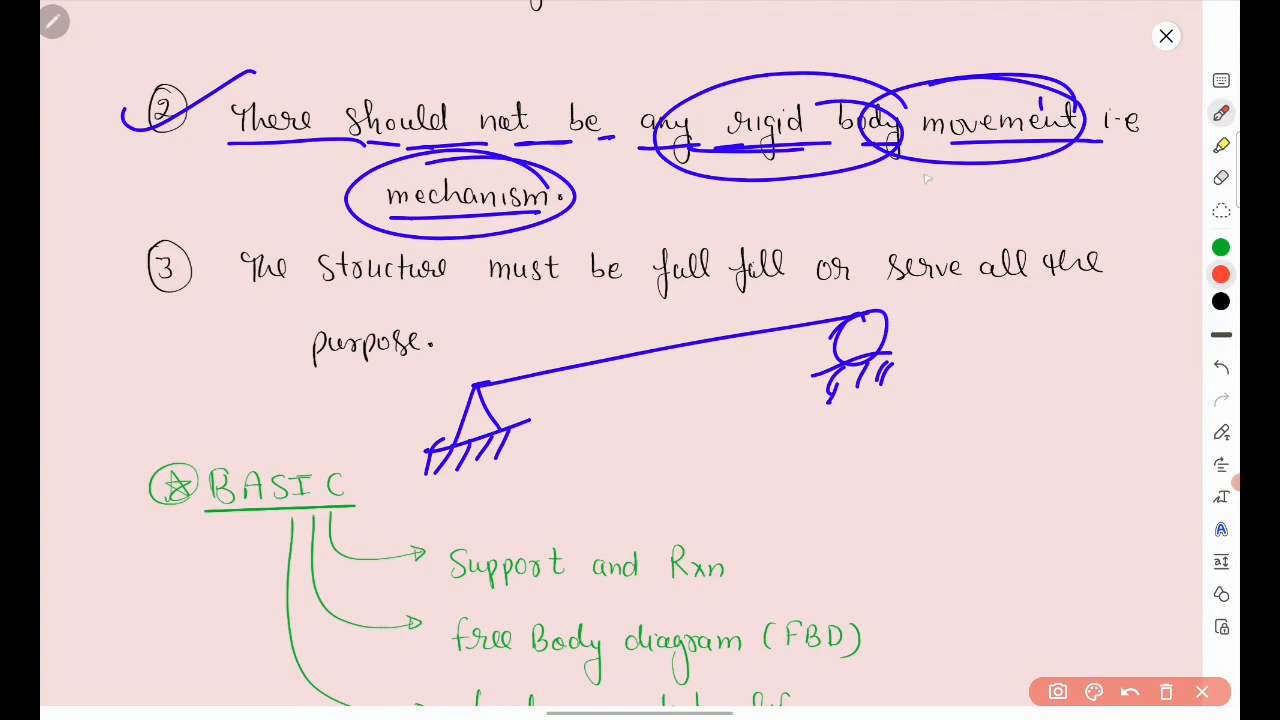 ② There should not be any rigid body movement i-e
mechanism.
③ The structure must be full fill or serve all the
purpose.
BASIC
Support and Rxn
free Body diagram (FBD)